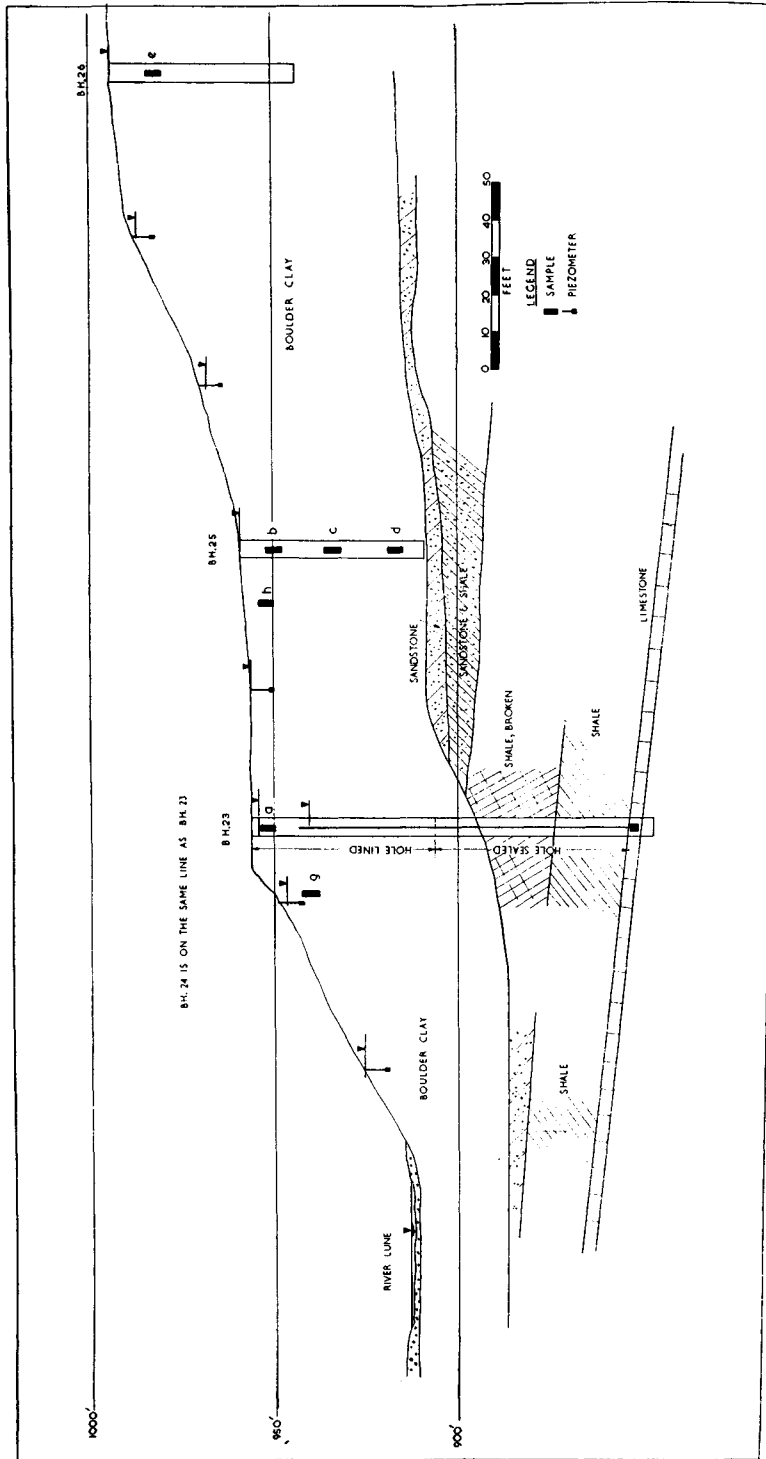 BH.26
e
BOULDER CLAY
BH.25
b
c
d
h
SANDSTONE
SANDSTONE & SHALE
SHALE, BROKEN
SHALE
LIMESTONE
0 10 20 30 40 50
FEET
LEGEND
SAMPLE
PIEZOMETER
BH.23
a
HOLE LINED
HOLE SEALED
g
BH. 24 IS ON THE SAME LINE AS BH. 23
BOULDER CLAY
SHALE
RIVER LUNE
1000'
950'
900'